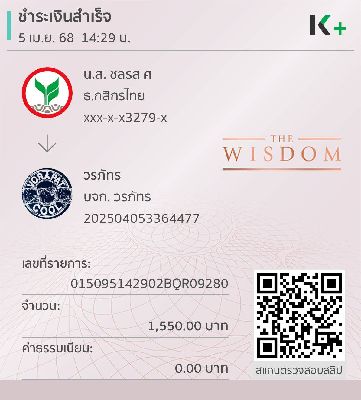 ชำระเงินสำเร็จ
5 เม.ย. 68 14:29 น.
K+
น.ส. ชลรส ศ
ธ.กสิกรไทย
xxx-x-x3279-x
THE
WISDOM
วรภัทร
บจก. วรภัทร
202504053364477
เลขที่รายการ:
015095142902BQR09280
จำนวน:
1,550.00 บาท
ค่าธรรมเนียม:
0.00 บาท
สแกนตรวจสอบสลิป